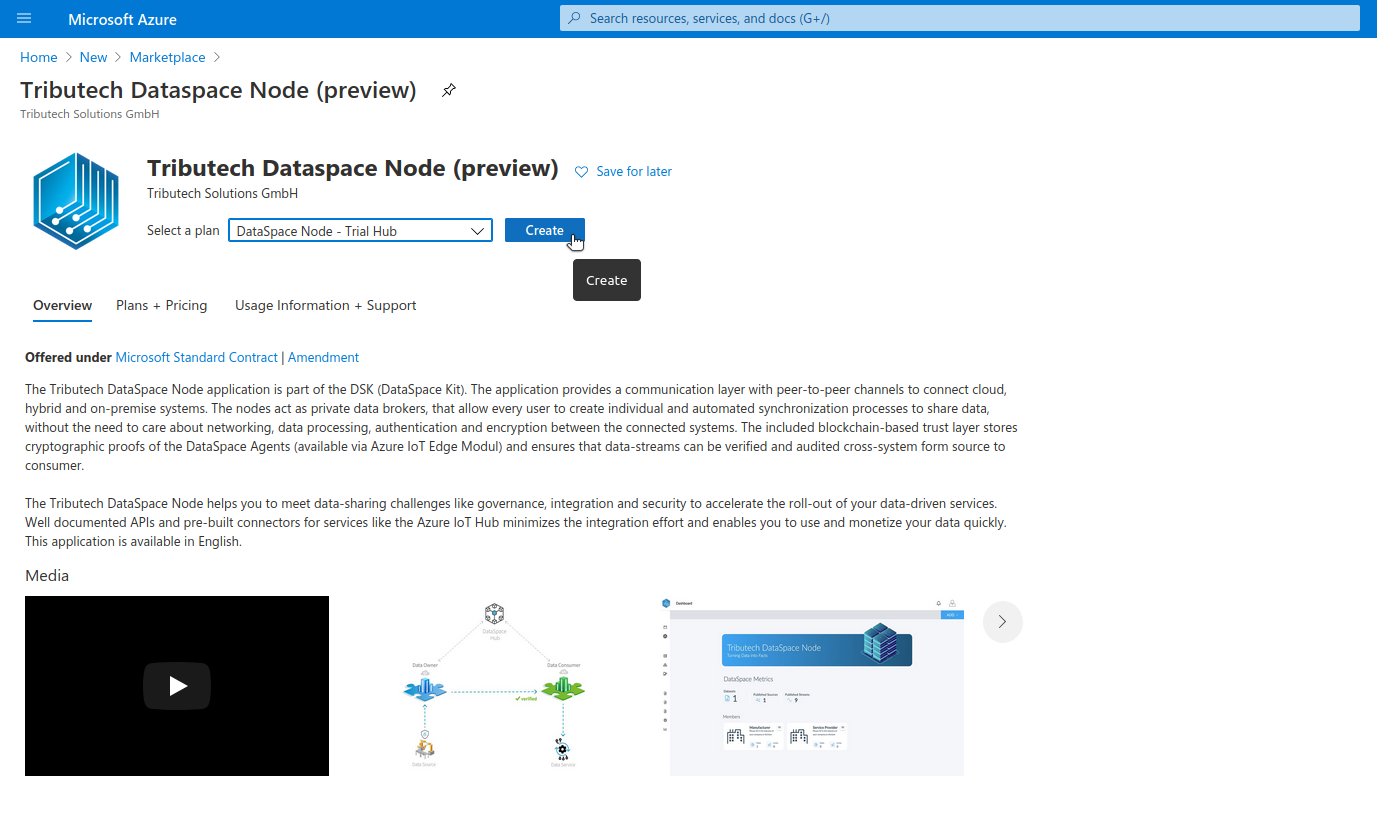 Microsoft Azure
Search resources, services, and docs (G+/)
Home > New > Marketplace >
Tributech Dataspace Node (preview)
Tributech Solutions GmbH
Tributech Dataspace Node (preview)
Save for later
Tributech Solutions GmbH
Select a plan
DataSpace Node - Trial Hub
Create
Create
Overview
Plans + Pricing
Usage Information + Support
Offered under Microsoft Standard Contract | Amendment
The Tributech DataSpace Node application is part of the DSK (DataSpace Kit). The application provides a communication layer with peer-to-peer channels to connect cloud,
hybrid and on-premise systems. The nodes act as private data brokers, that allow every user to create individual and automated synchronization processes to share data,
without the need to care about networking, data processing, authentication and encryption between the connected systems. The included blockchain-based trust layer stores
cryptographic proofs of the DataSpace Agents (available via Azure IoT Edge Modul) and ensures that data-streams can be verified and audited cross-system form source to
consumer.
The Tributech DataSpace Node helps you to meet data-sharing challenges like governance, integration and security to accelerate the roll-out of your data-driven services.
Well documented APIs and pre-built connectors for services like the Azure IoT Hub minimizes the integration effort and enables you to use and monetize your data quickly.
This application is available in English.
Media
DataSpace
Hub
Data Owner
Data Consumer
verified
Data Source
Data Service
Dashboard
Tributech DataSpace Node
Turning Data into Facts
DataSpace Metrics
Datasets
1
Published Sources
1
Published Streams
9
Members
Manufacturer
Service Provider